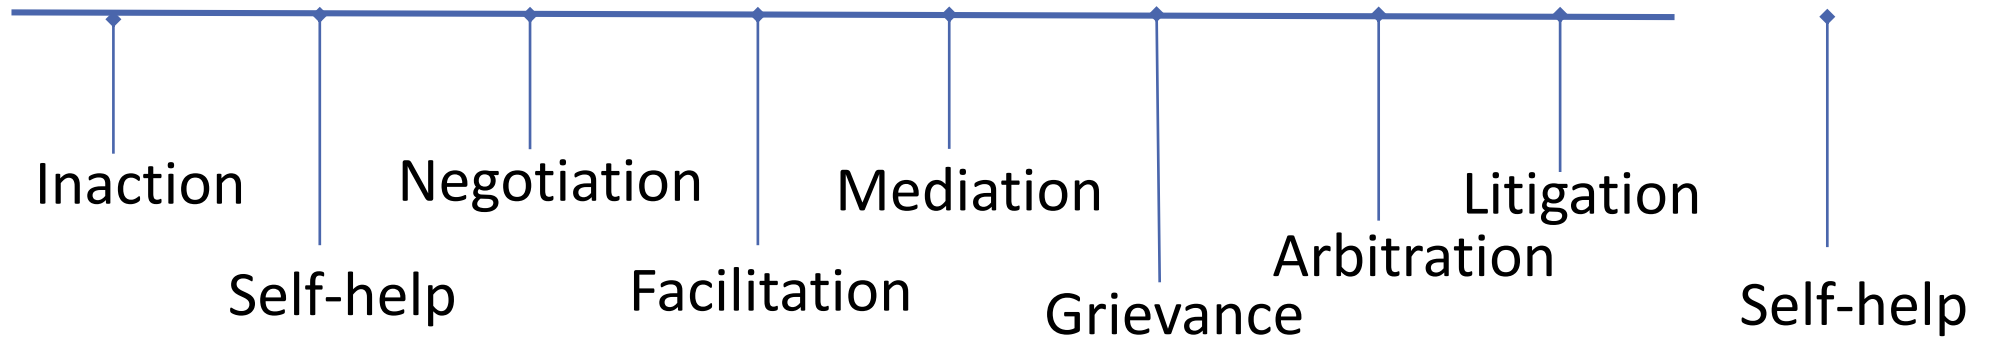 Inaction
Self-help
Negotiation
Facilitation
Mediation
Grievance
Arbitration
Litigation
Self-help